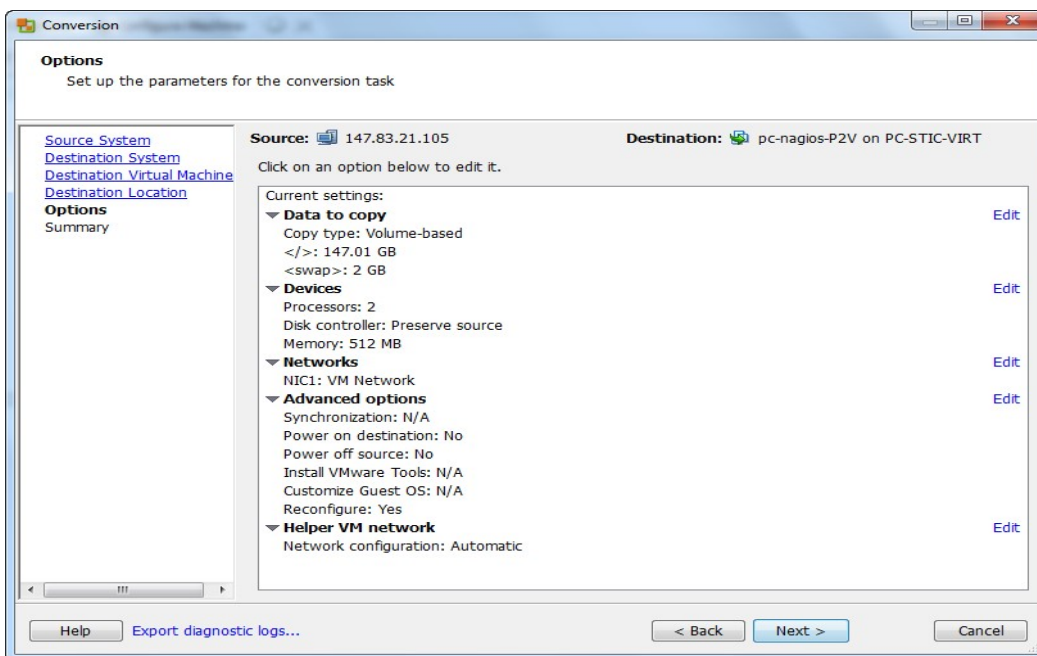 Conversion
Options
Set up the parameters for the conversion task
Source System
Destination System
Destination Virtual Machine
Destination Location
Options
Summary
Source: 147.83.21.105 Destination: pc-nagios-P2V on PC-STIC-VIRT
Click on an option below to edit it.
Current settings:
Data to copy Edit
Copy type: Volume-based
</>: 147.01 GB
<swap>: 2 GB
Devices Edit
Processors: 2
Disk controller: Preserve source
Memory: 512 MB
Networks Edit
NIC1: VM Network
Advanced options Edit
Synchronization: N/A
Power on destination: No
Power off source: No
Install VMware Tools: N/A
Customize Guest OS: N/A
Reconfigure: Yes
Helper VM network Edit
Network configuration: Automatic
Help Export diagnostic logs... < Back Next > Cancel